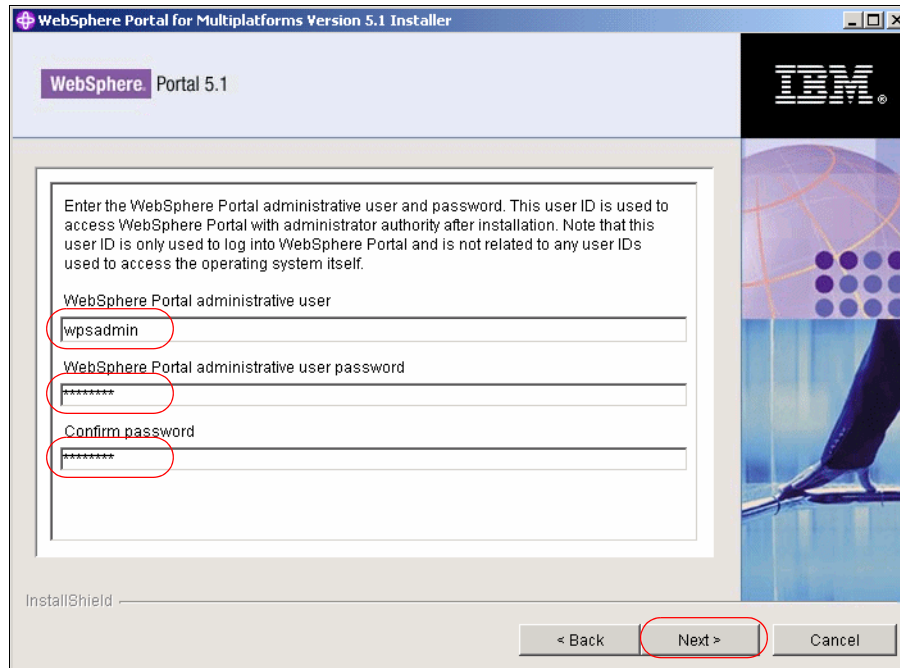 WebSphere Portal for Multiplatforms Version 5.1 Installer
WebSphere. Portal 5.1
IBM®
Enter the WebSphere Portal administrative user and password. This user ID is used to
access WebSphere Portal with administrator authority after installation. Note that this
user ID is only used to log into WebSphere Portal and is not related to any user IDs
used to access the operating system itself.
WebSphere Portal administrative user
wpsadmin
WebSphere Portal administrative user password
********
Confirm password
********
InstallShield
< Back Next > Cancel